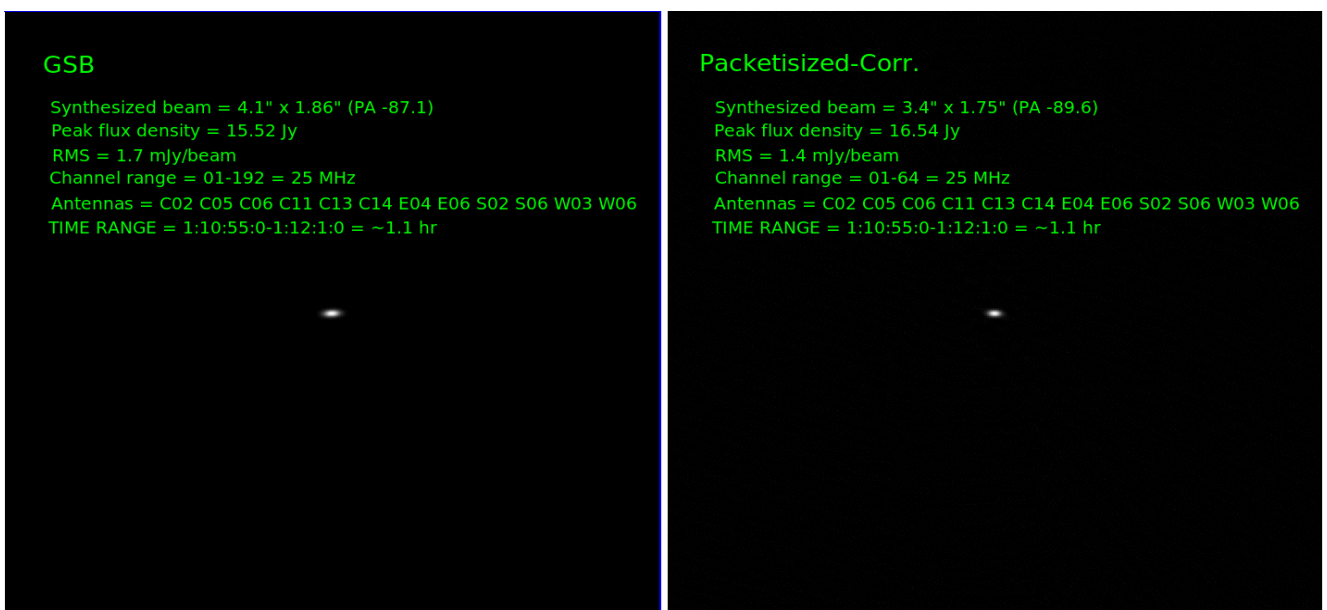 GSB
Synthesized beam = 4.1" x 1.86" (PA -87.1)
Peak flux density = 15.52 Jy
RMS = 1.7 mJy/beam
Channel range = 01-192 = 25 MHz
Antennas = C02 C05 C06 C11 C13 C14 E04 E06 S02 S06 W03 W06
TIME RANGE = 1:10:55:0-1:12:1:0 = ~1.1 hr
Packetisized-Corr.
Synthesized beam = 3.4" x 1.75" (PA -89.6)
Peak flux density = 16.54 Jy
RMS = 1.4 mJy/beam
Channel range = 01-64 = 25 MHz
Antennas = C02 C05 C06 C11 C13 C14 E04 E06 S02 S06 W03 W06
TIME RANGE = 1:10:55:0-1:12:1:0 = ~1.1 hr